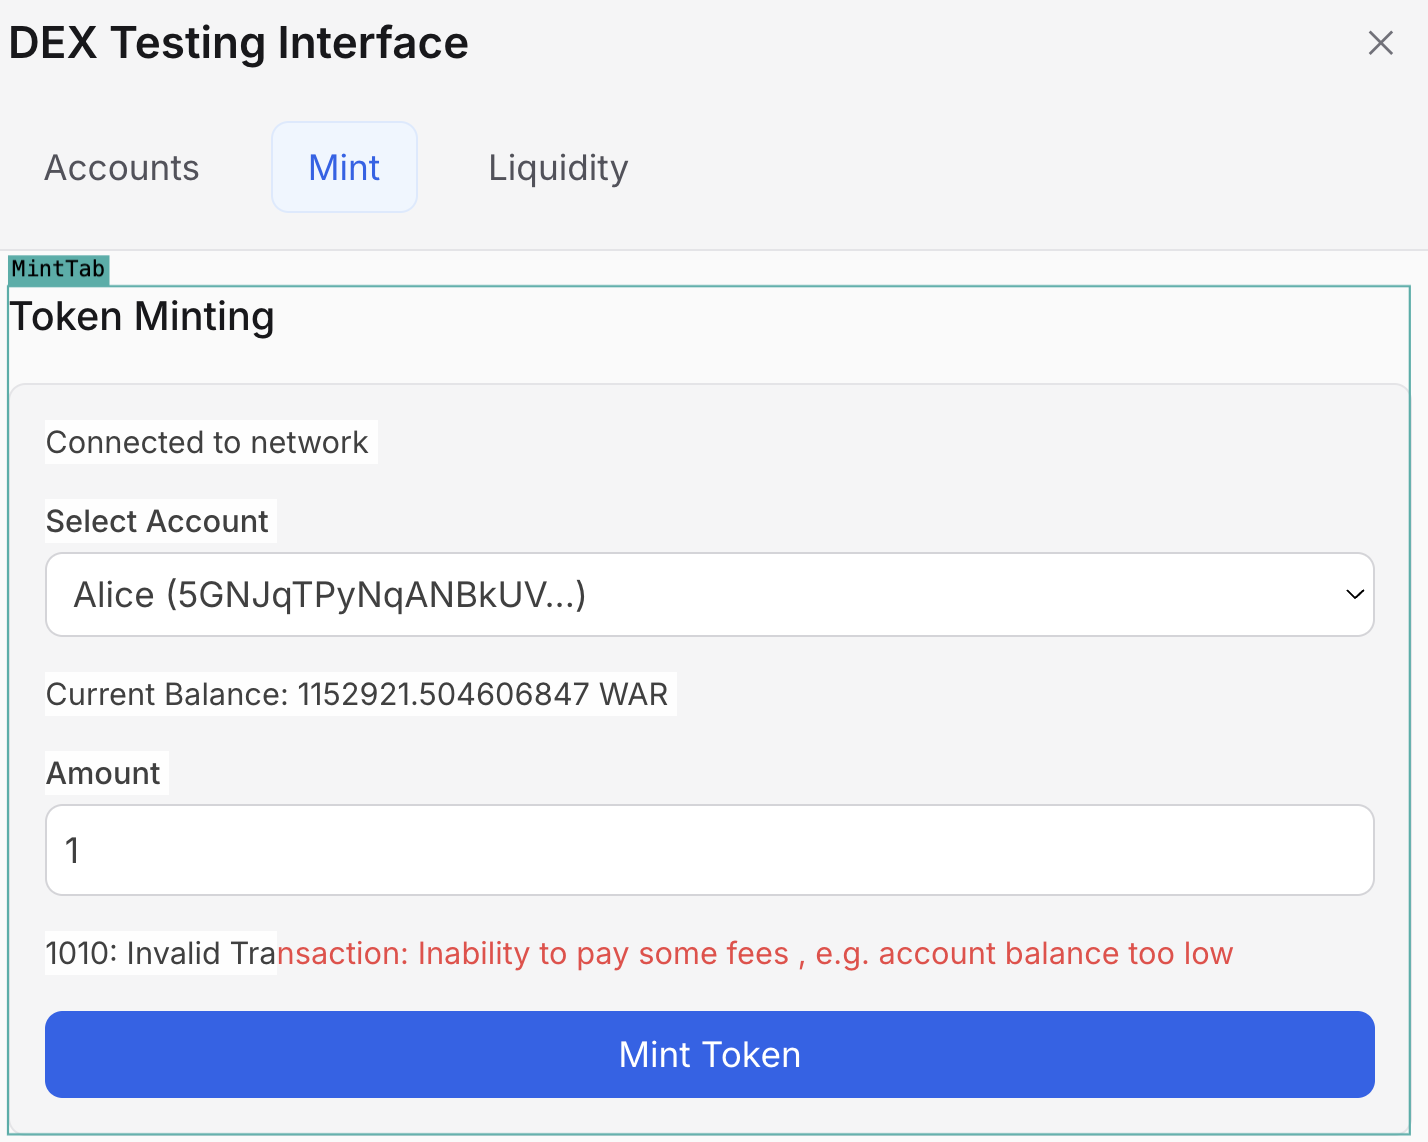 DEX Testing Interface
Accounts Mint Liquidity
MintTab
Token Minting
Connected to network
Select Account
Alice (5GNJqTPyNqANBkUV...)
Current Balance: 1152921.504606847 WAR
Amount
1
1010: Invalid Transaction: Inability to pay some fees , e.g. account balance too low
Mint Token